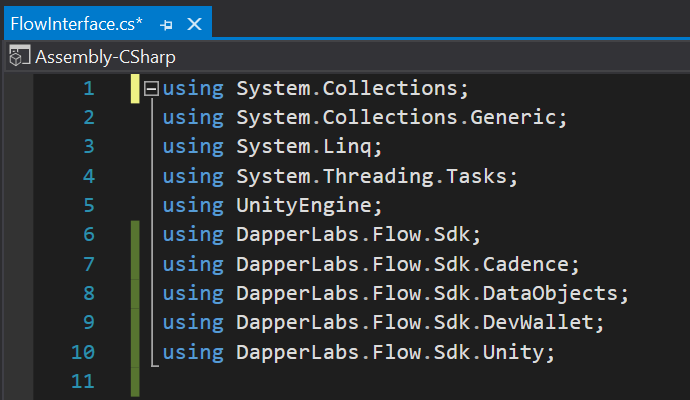 FlowInterface.cs*
Assembly-CSharp
1 using System.Collections;
2 using System.Collections.Generic;
3 using System.Linq;
4 using System.Threading.Tasks;
5 using UnityEngine;
6 using DapperLabs.Flow.Sdk;
7 using DapperLabs.Flow.Sdk.Cadence;
8 using DapperLabs.Flow.Sdk.DataObjects;
9 using DapperLabs.Flow.Sdk.DevWallet;
10 using DapperLabs.Flow.Sdk.Unity;
11